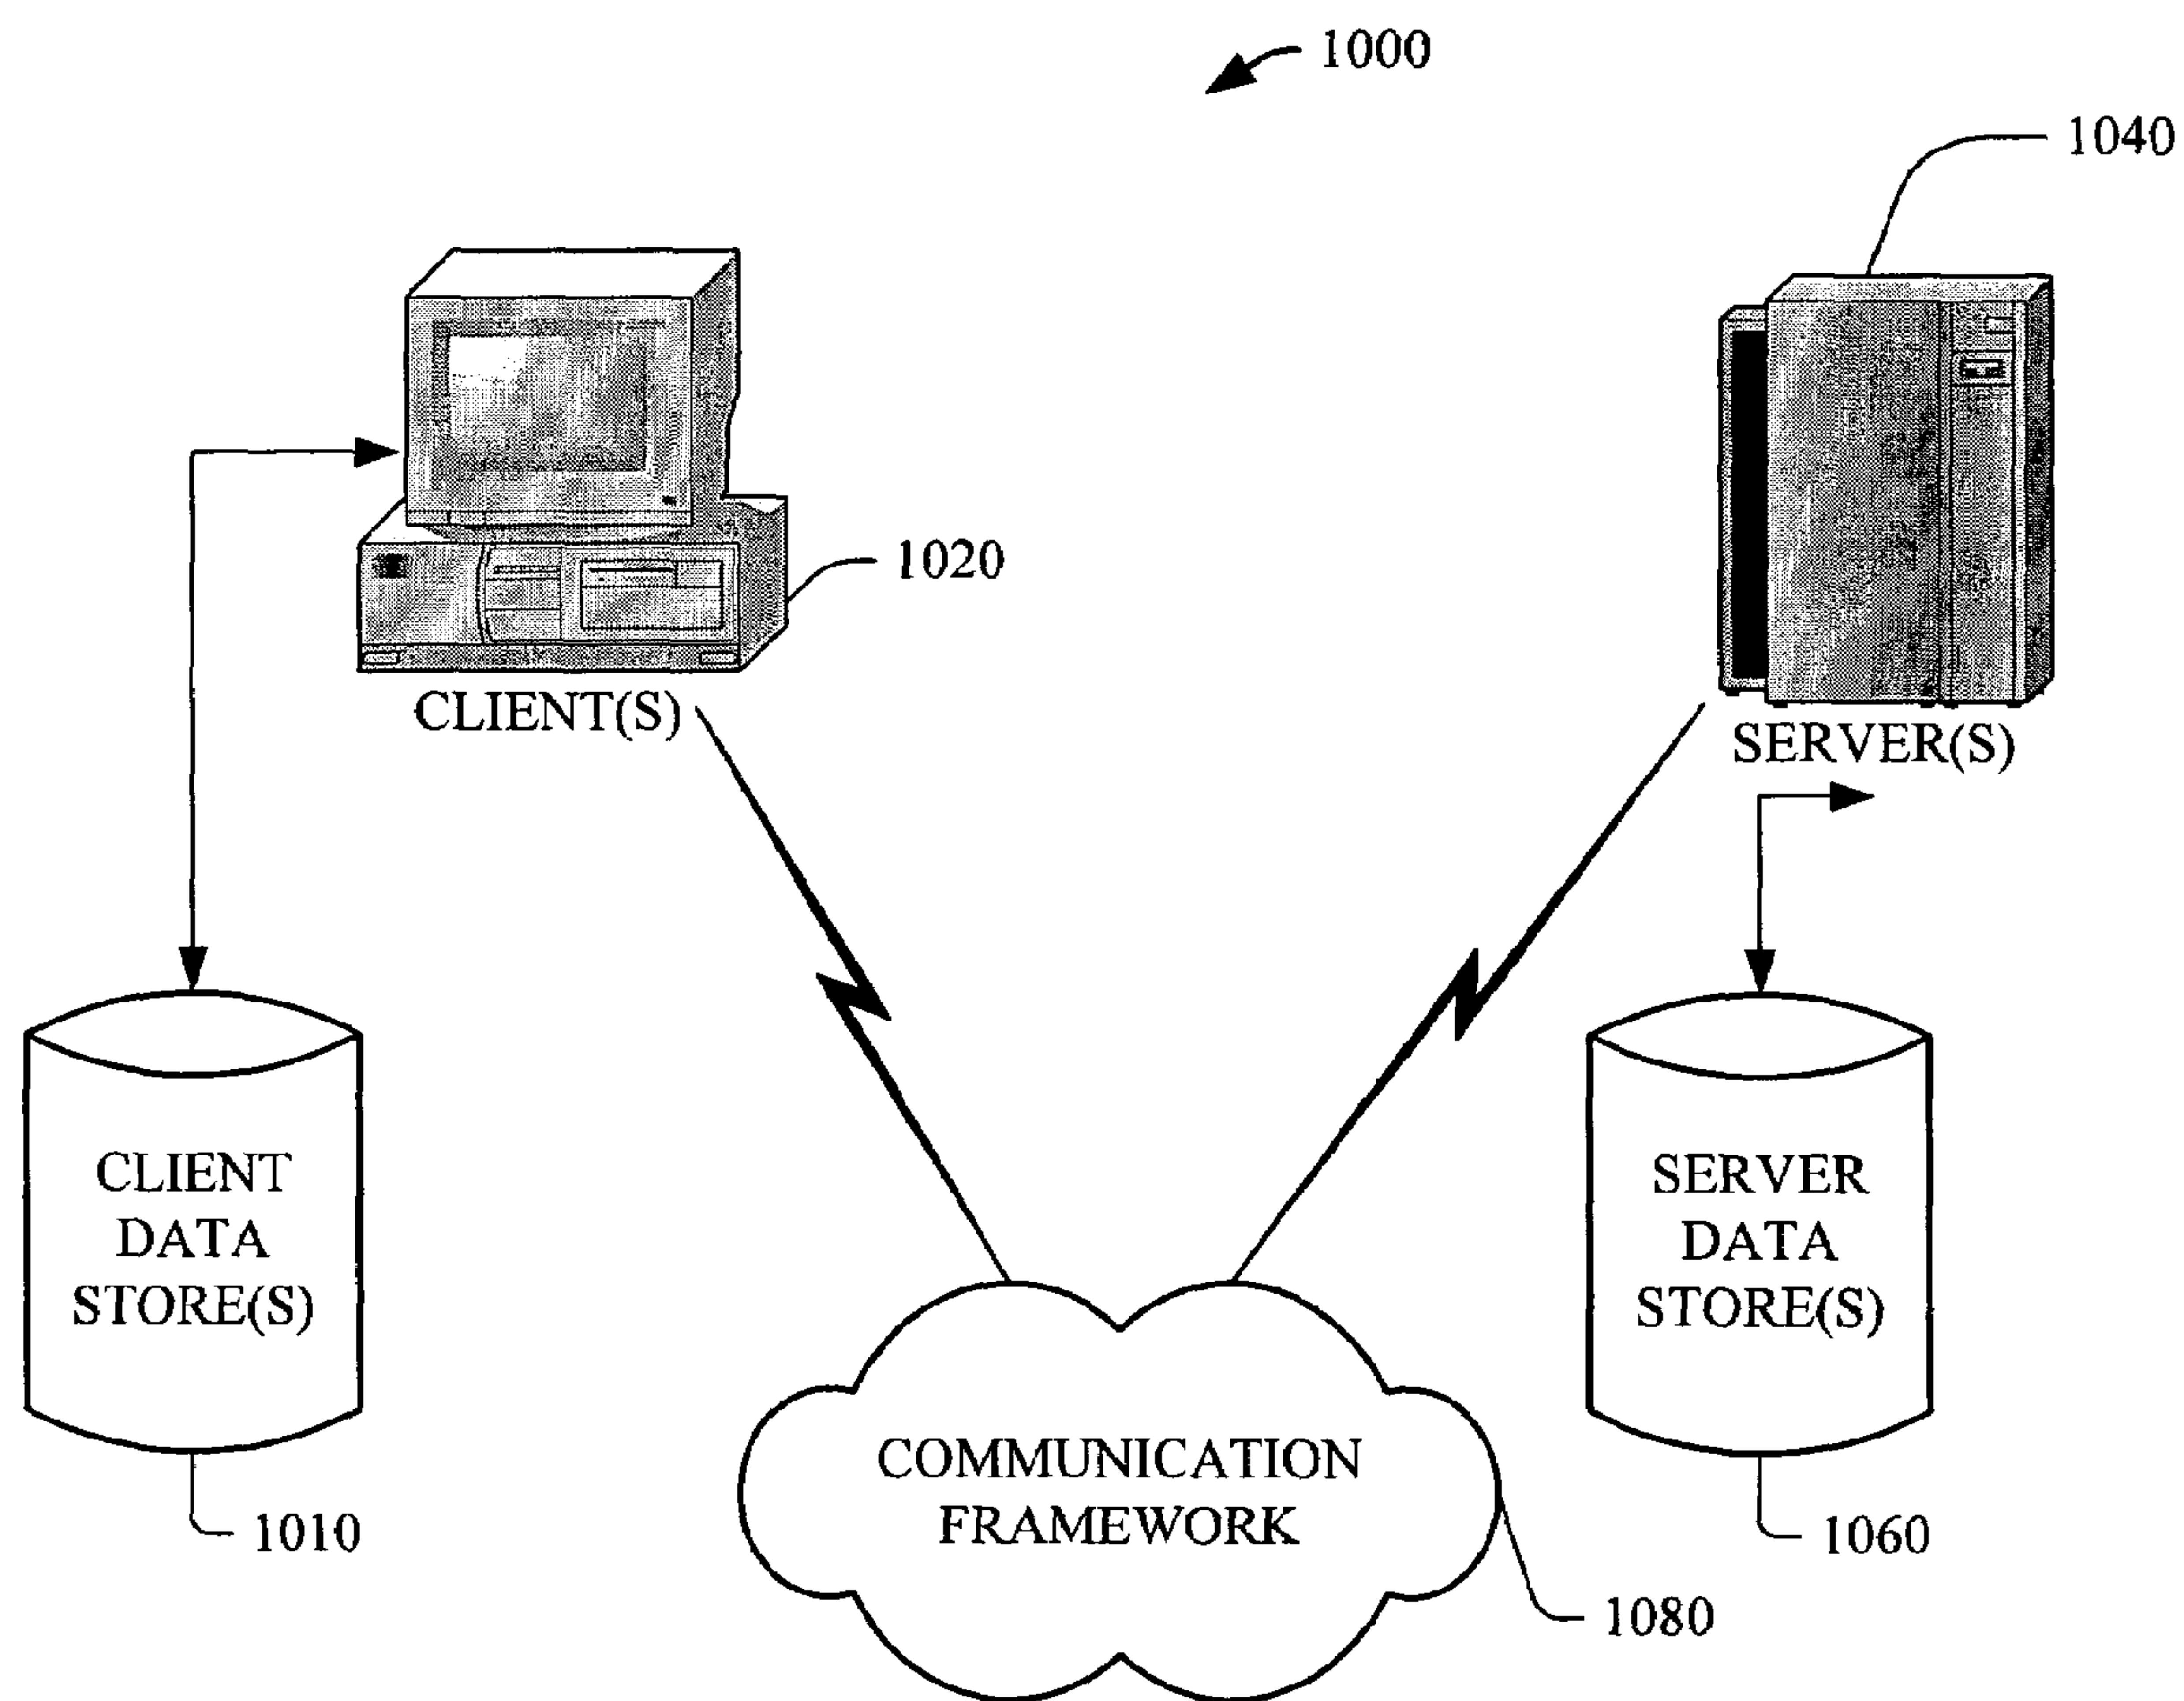 1000
1040
1020
CLIENT(S)
SERVER(S)
CLIENT
DATA
STORE(S)
SERVER
DATA
STORE(S)
COMMUNICATION
FRAMEWORK
1010
1060
1080